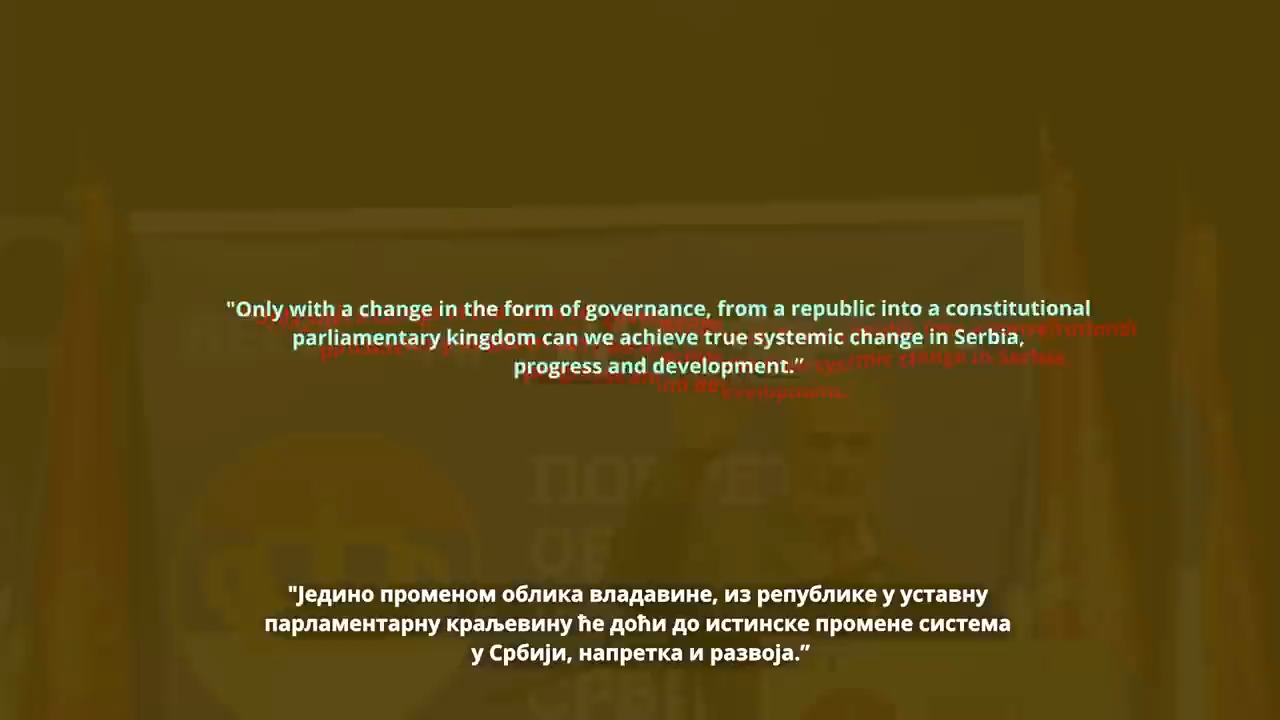 "Only with a change in the form of governance, from a republic into a constitutional
parliamentary kingdom can we achieve true systemic change in Serbia,
progress and development.”
"Једино променом облика владавине, из републике у уставну
парламентарну краљевину ће доћи до истинске промене система
у Србији, напретка и развоја.”